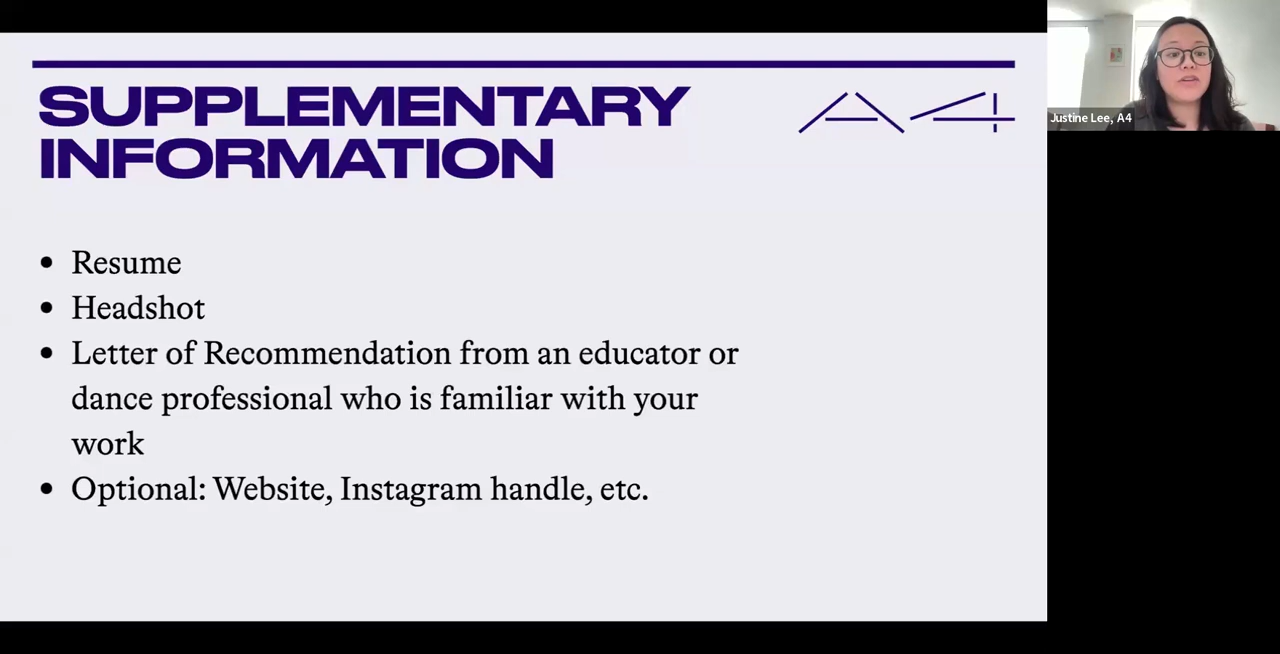 SUPPLEMENTARY
INFORMATION
A4
Justine Lee, A4
• Resume
• Headshot
• Letter of Recommendation from an educator or
dance professional who is familiar with your
work
• Optional: Website, Instagram handle, etc.